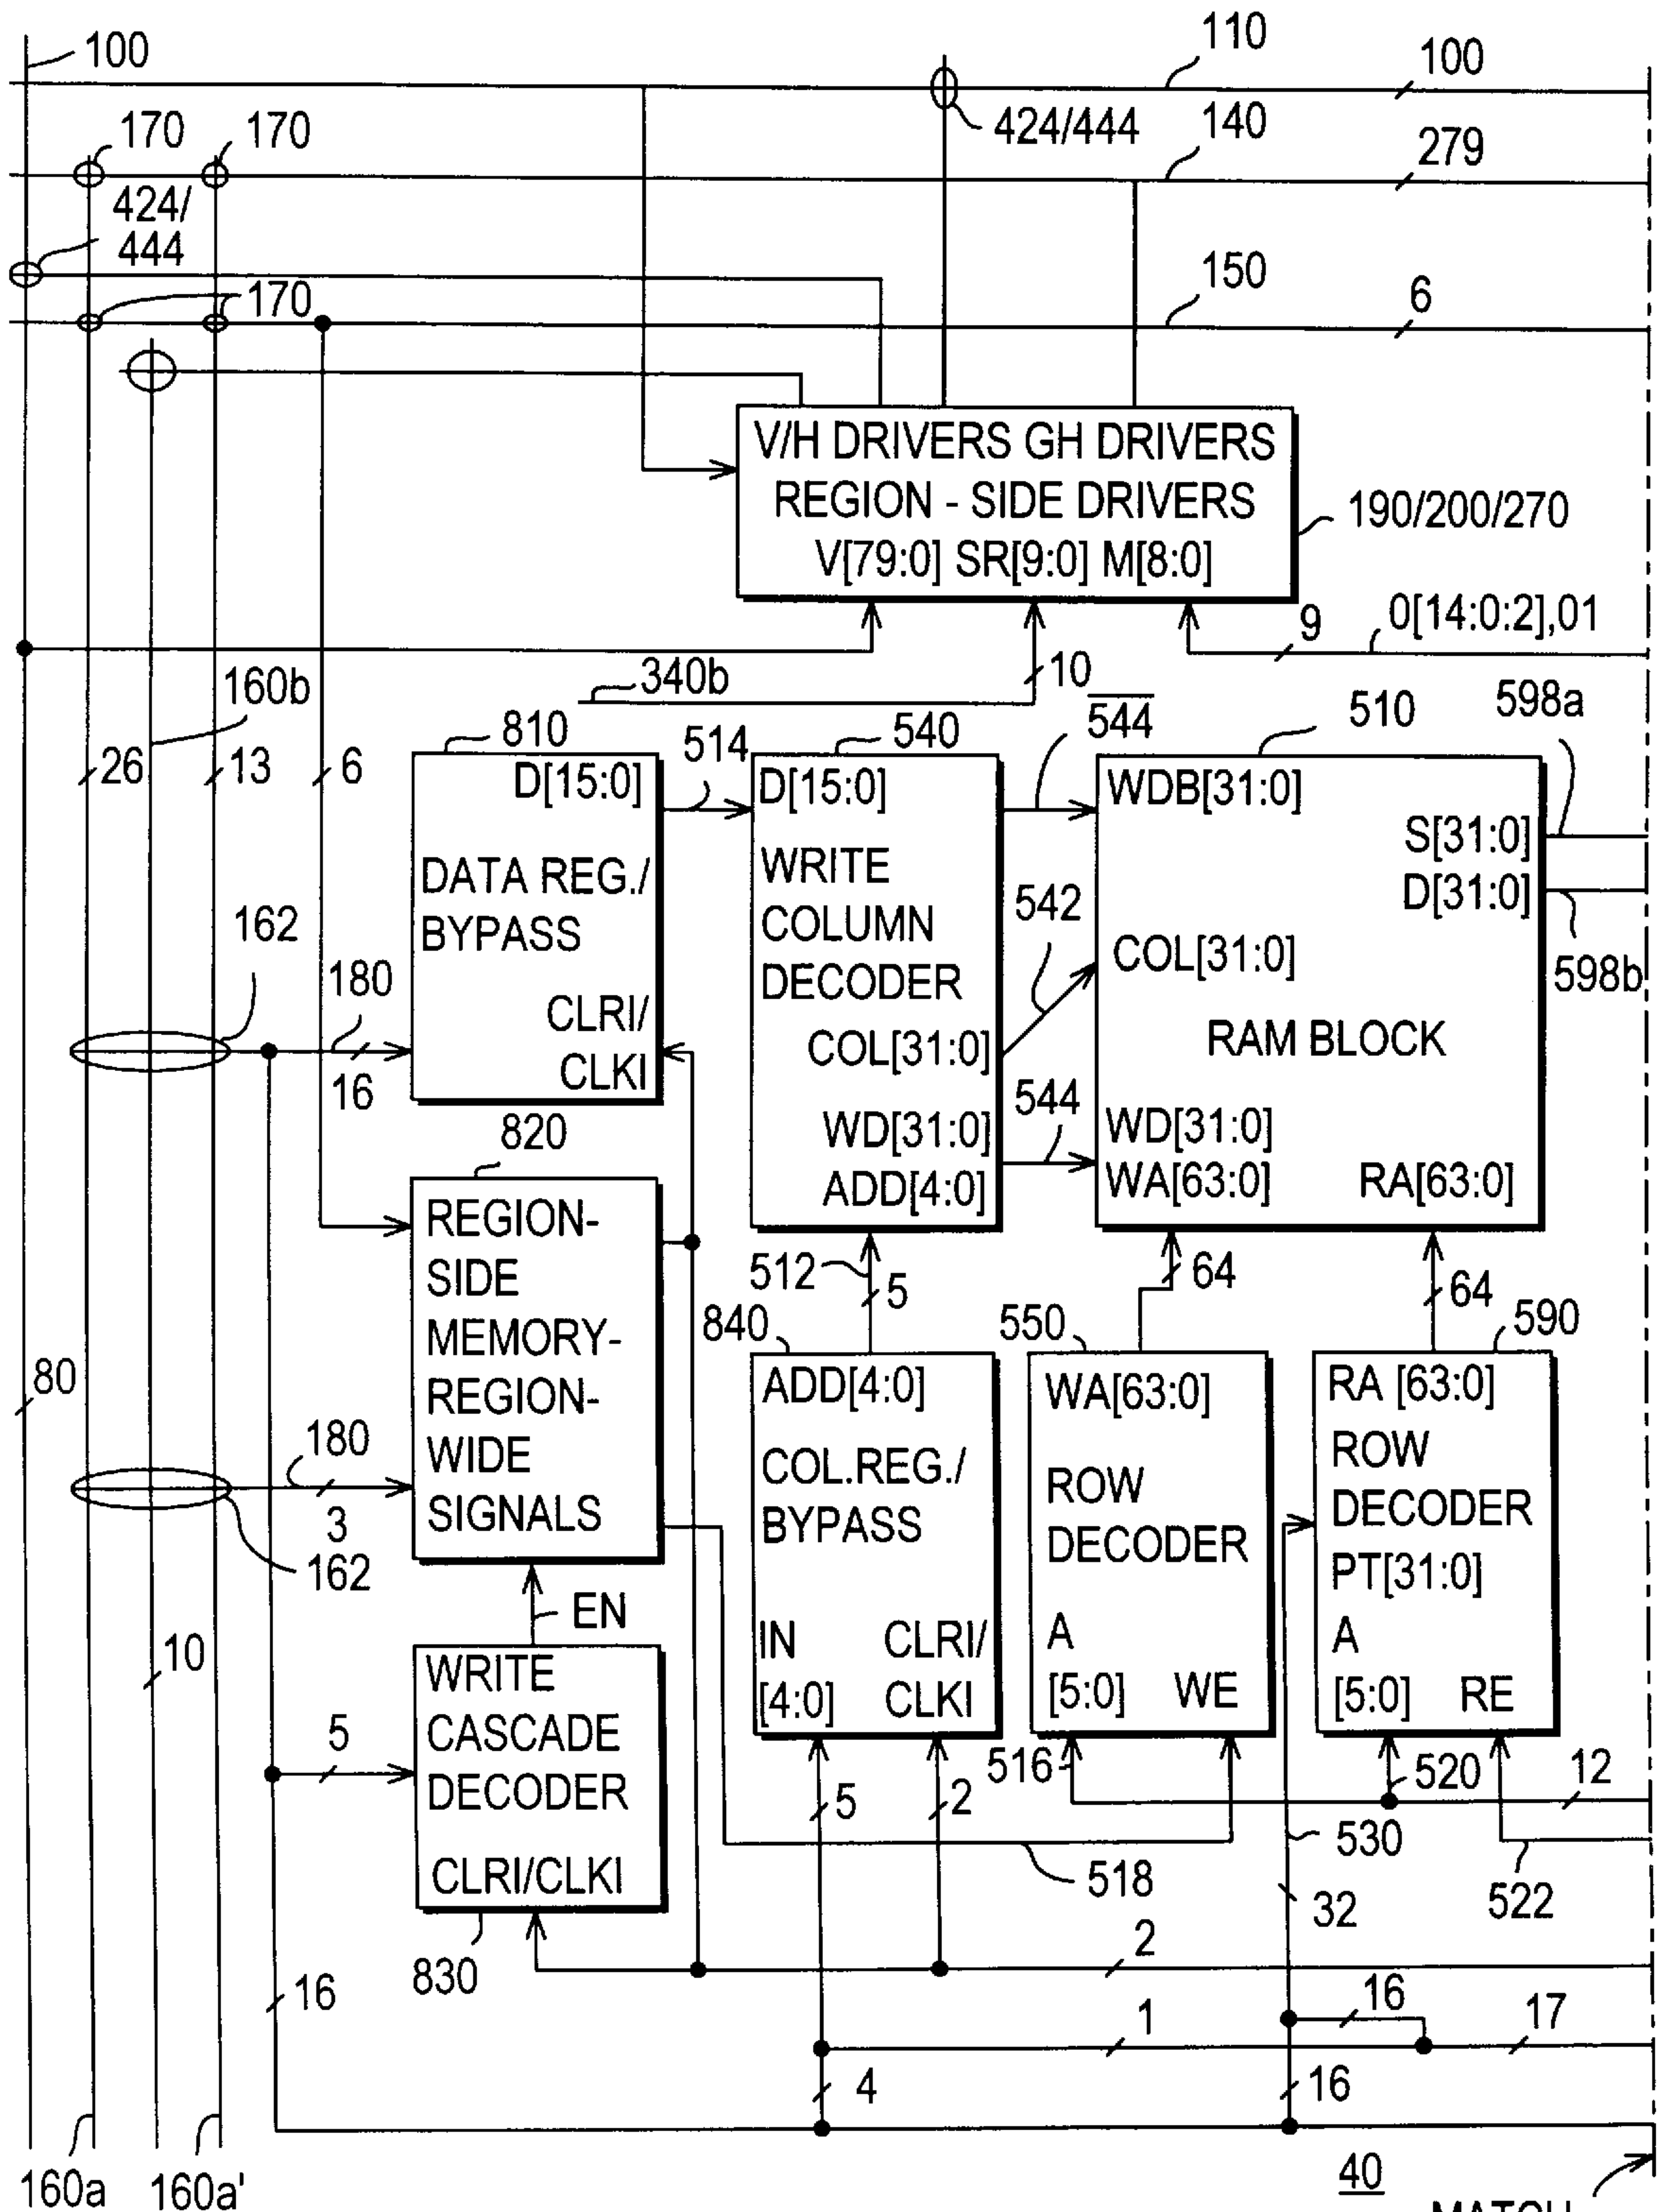 100
110
100
424/444
170
170
140
279
424/
444
170
150
6
V/H DRIVERS GH DRIVERS
REGION - SIDE DRIVERS
V[79:0] SR[9:0] M[8:0]
190/200/270
9
0[14:0:2],01
160b
340b
10
544
598a
26
13
6
810
514
540
510
D[15:0]
DATA REG./
BYPASS
CLRI/
CLKI
D[15:0]
WRITE
COLUMN
DECODER
COL[31:0]
WD[31:0]
ADD[4:0]
542
544
WDB[31:0]
S[31:0]
D[31:0]
COL[31:0]
RAM BLOCK
WD[31:0]
WA[63:0]
RA[63:0]
598b
162
180
16
820
REGION-
SIDE
MEMORY-
REGION-
WIDE
SIGNALS
512
5
64
64
840
550
590
80
180
3
162
ADD[4:0]
COL.REG./
BYPASS
IN
[4:0]
CLRI/
CLKI
WA[63:0]
ROW
DECODER
A
[5:0]
WE
RA [63:0]
ROW
DECODER
PT[31:0]
A
[5:0]
RE
EN
10
WRITE
CASCADE
DECODER
CLRI/CLKI
5
830
516
520
12
5
2
530
518
522
32
2
16
1
16
17
4
16
160a
160a'
40
MATCH